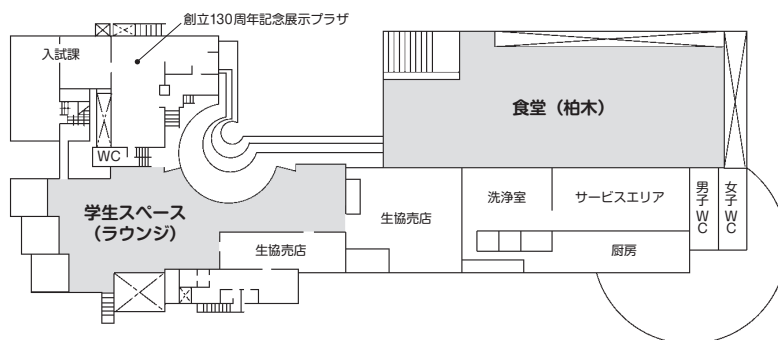 創立130周年記念展示プラザ
入試課
WC
食堂（柏木）
学生スペース
（ラウンジ）
生協売店
生協売店
洗浄室
サービスエリア
厨房
男子WC
女子WC